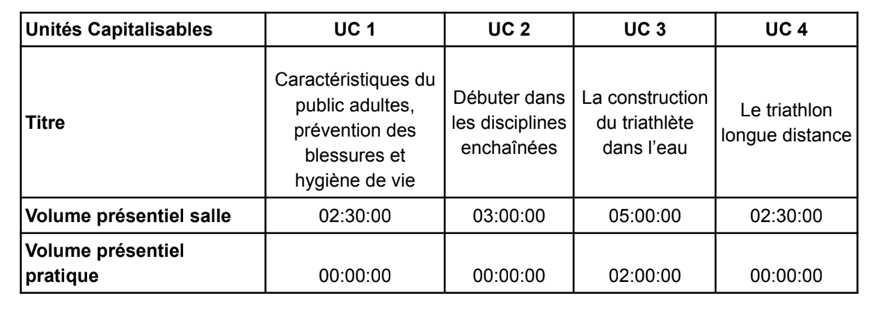 Unités Capitalisables UC 1 UC 2 UC 3 UC 4
Titre
Caractéristiques du
public adultes,
prévention des
blessures et
hygiène de vie
Débuter dans
les disciplines
enchaînées
La construction
du triathlète
dans l'eau
Le triathlon
longue distance
Volume présentiel salle 02:30:00 03:00:00 05:00:00 02:30:00
Volume présentiel
pratique 00:00:00 00:00:00 02:00:00 00:00:00